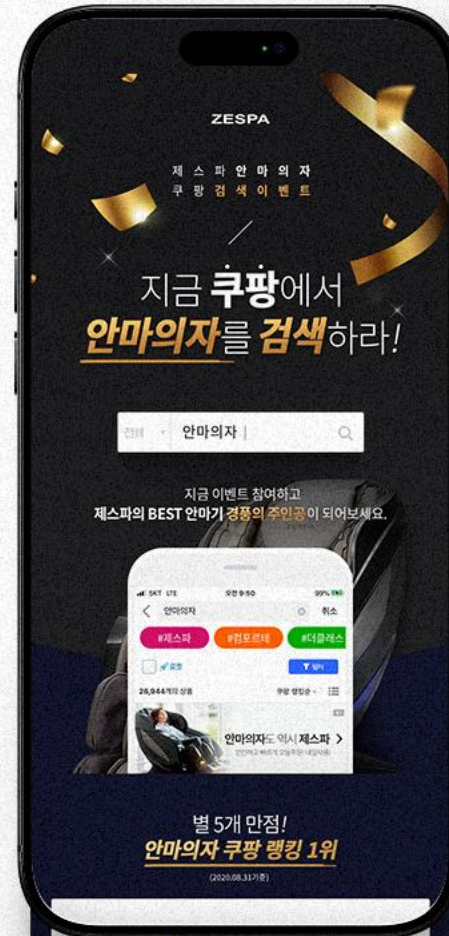 ZESPA
제스파안마의자
쿠팡검색이벤트
지금 쿠팡에서
안마의자를 검색하라!
전체 안마의자 |
지금 이벤트 참여하고
제스파의 BEST 안마기 경품의 주인공이 되어보세요.
SKT LTE 오전 9:50 99%
안마의자 취소
#제스파 #컴포르테 #더플래스
로켓 필터
28,944개의 상품 쿠팡 랭킹순
안마의자도 역시 제스파
별 5개 만점!
안마의자 쿠팡 랭킹 1위
(2020.08.31기준)